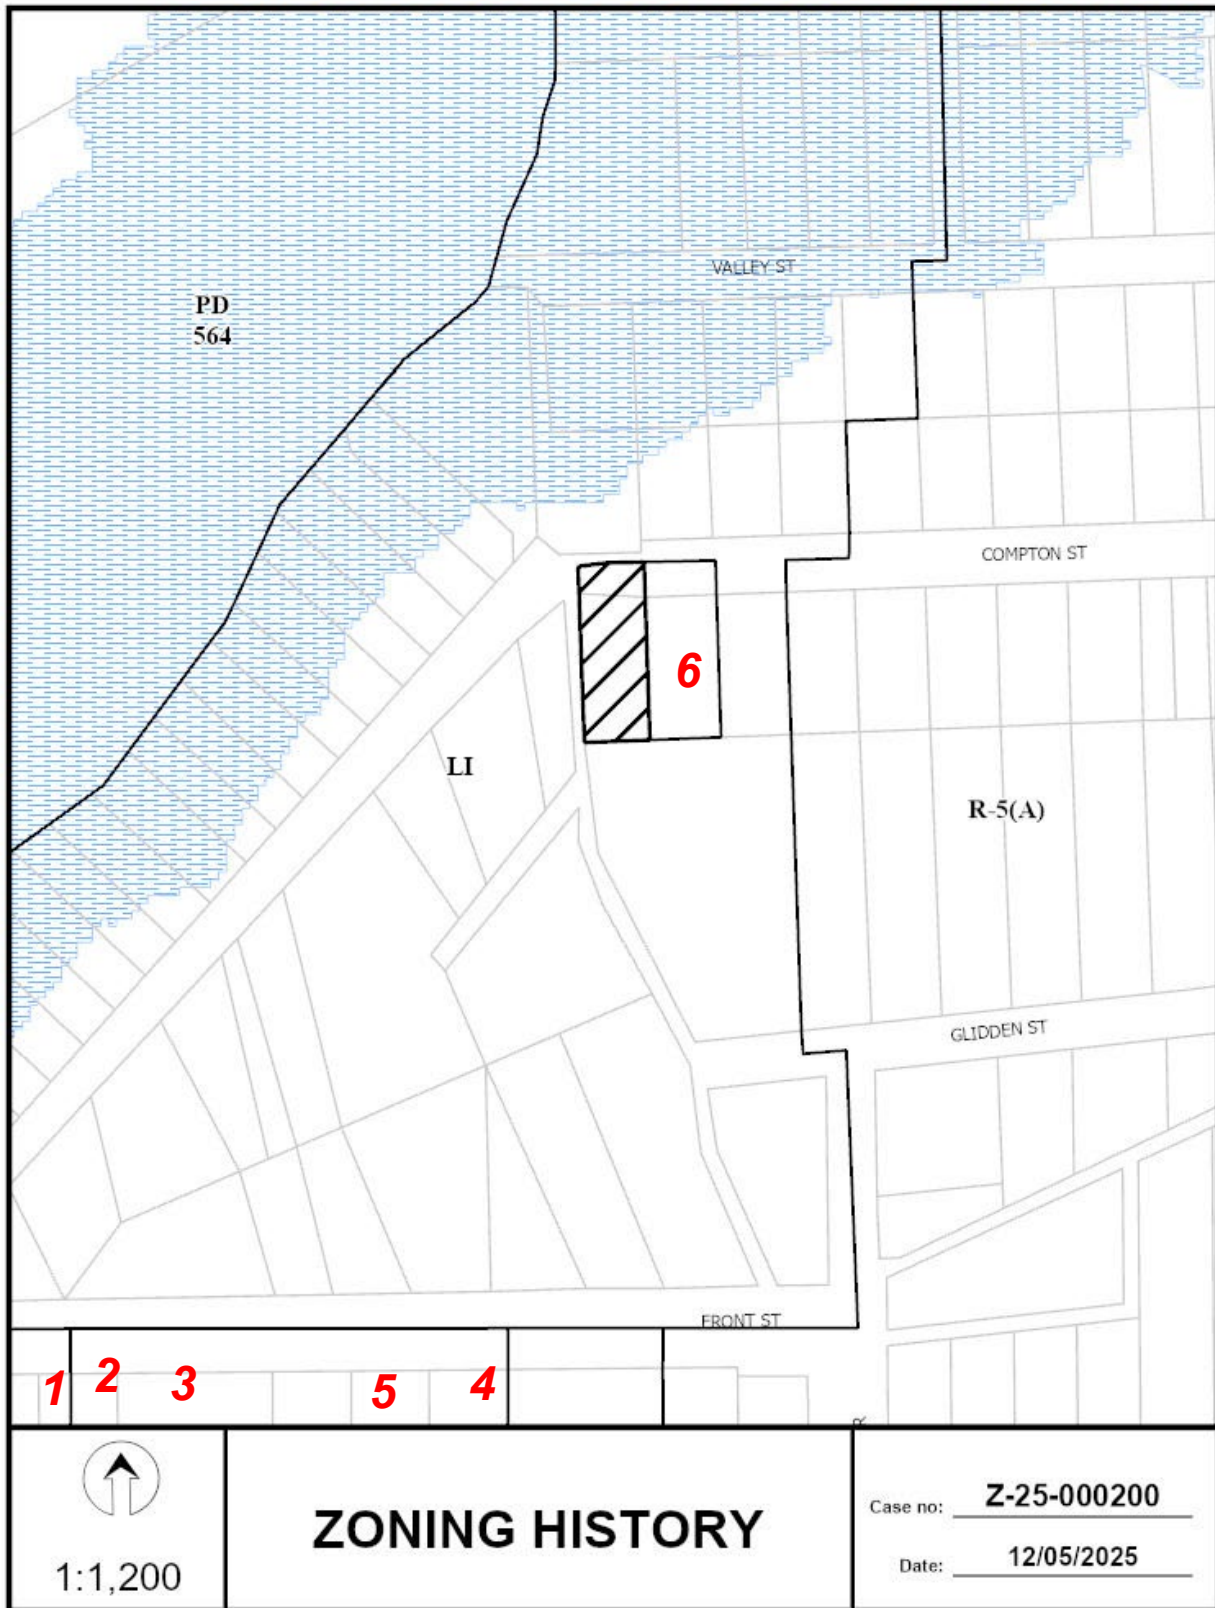 VALLEY ST
PD
564
COMPTON ST
6
LI
R-5(A)
GLIDDEN ST
FRONT ST
1 2 3 5 4
R
1:1,200
ZONING HISTORY
Case no: Z-25-000200
Date: 12/05/2025